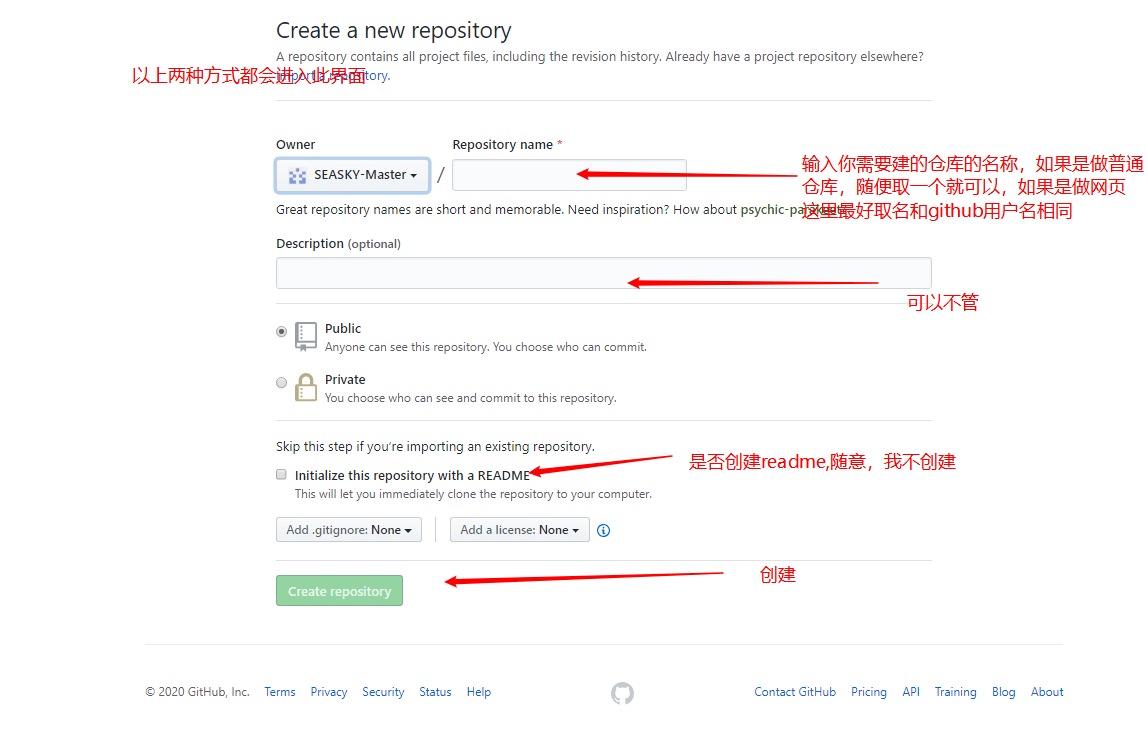 Create a new repository
A repository contains all project files, including the revision history. Already have a project repository elsewhere?
以上两种方式都会进入此界面
Import a repository.
Owner
Repository name *
SEASKY-Master
/
输入你需要建的仓库的名称，如果是做普通
仓库，随便取一个就可以，如果是做网页
这里最好取名和github用户名相同
Great repository names are short and memorable. Need inspiration? How about
Description (optional)
可以不管
Public
Anyone can see this repository. You choose who can commit.
Private
You choose who can see and commit to this repository.
Skip this step if you’re importing an existing repository.
是否创建readme,随意，我不创建
Initialize this repository with a README
This will let you immediately clone the repository to your computer.
Add .gitignore: None
Add a license: None
创建
Create repository
© 2020 GitHub, Inc. Terms Privacy Security Status Help Contact GitHub Pricing API Training Blog About